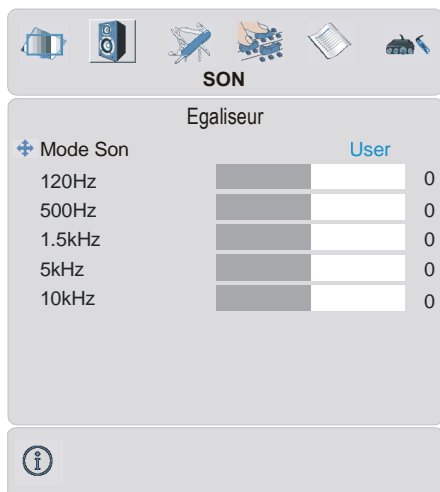 SON
Egaliseur
Mode Son User
120Hz 0
500Hz 0
1.5kHz 0
5kHz 0
10kHz 0